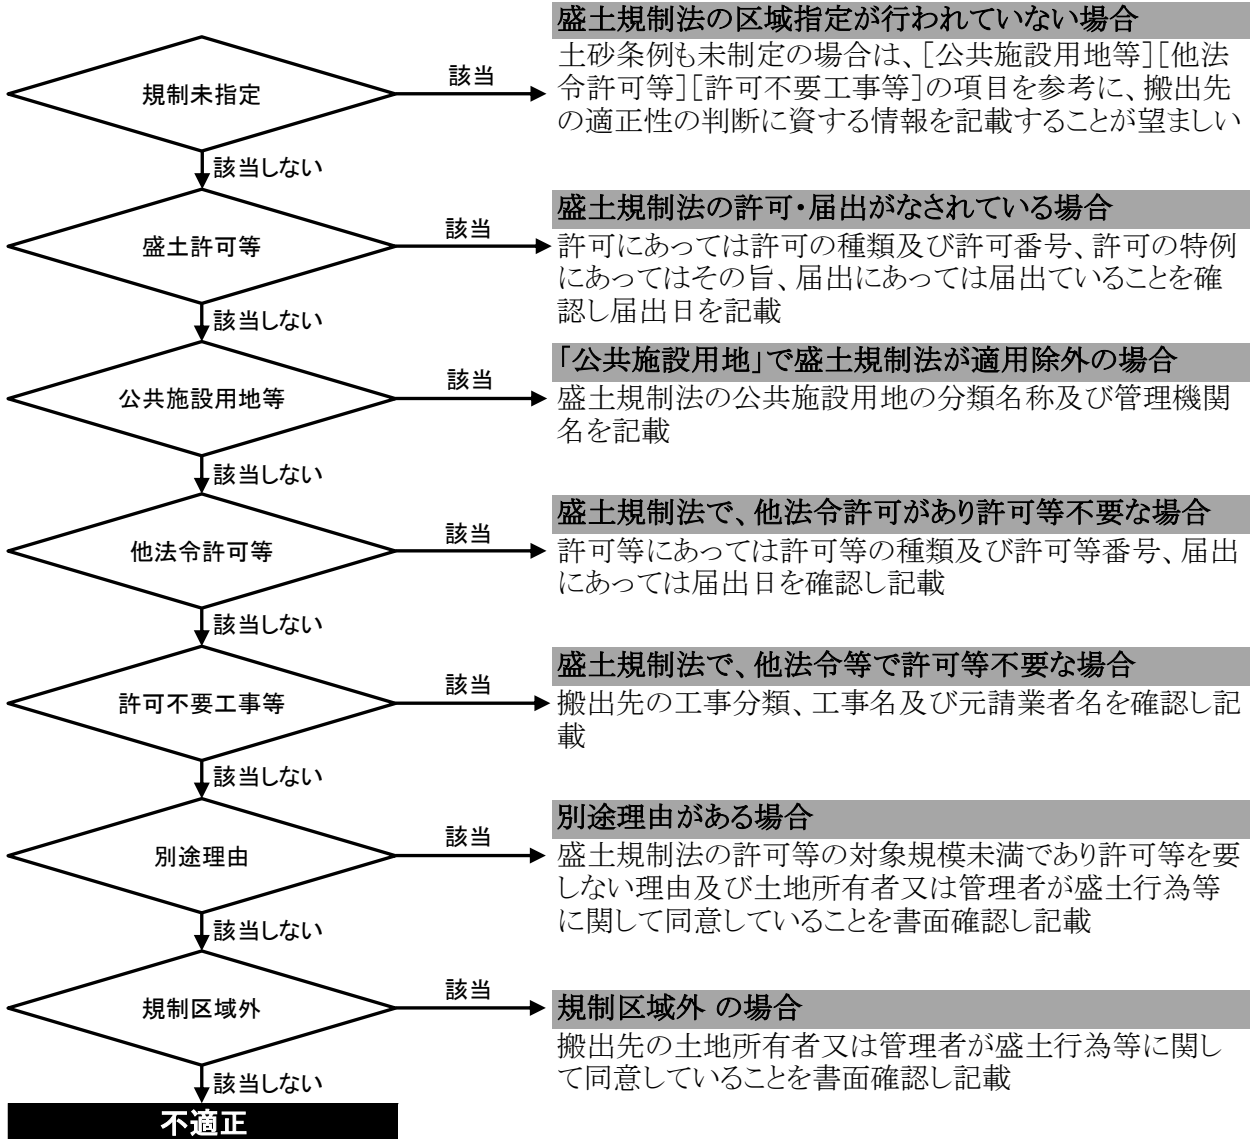 盛土規制法の区域指定が行われていない場合
規制未指定
該当
土砂条例も未制定の場合は、[公共施設用地等][他法
令許可等][許可不要工事等]の項目を参考に、搬出先
の適正性の判断に資する情報を記載することが望ましい
該当しない
盛土規制法の許可・届出がなされている場合
盛土許可等
該当
許可にあっては許可の種類及び許可番号、許可の特例
にあってはその旨、届出にあっては届出ていることを確
認し届出日を記載
該当しない
「公共施設用地」で盛土規制法が適用除外の場合
公共施設用地等
該当
盛土規制法の公共施設用地の分類名称及び管理機関
名を記載
該当しない
盛土規制法で、他法令許可があり許可等不要な場合
他法令許可等
該当
許可等にあっては許可等の種類及び許可等番号、届出
にあっては届出日を確認し記載
該当しない
盛土規制法で、他法令等で許可等不要な場合
許可不要工事等
該当
搬出先の工事分類、工事名及び元請業者名を確認し記
載
該当しない
別途理由がある場合
別途理由
該当
盛土規制法の許可等の対象規模未満であり許可等を要
しない理由及び土地所有者又は管理者が盛土行為等
に関して同意していることを書面確認し記載
該当しない
規制区域外 の場合
規制区域外
該当
搬出先の土地所有者又は管理者が盛土行為等に関し
て同意していることを書面確認し記載
該当しない
不適正